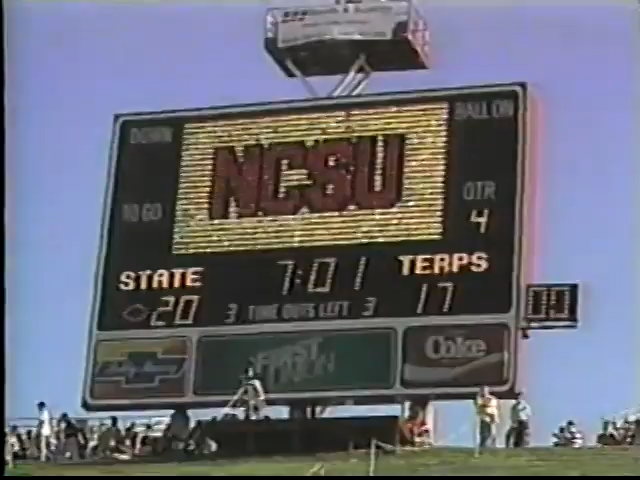 DOWN
BALL ON
NCSU
TO GO
QTR
4
STATE 7:01 TERPS
20 3 TIME OUTS LEFT 3 17
00
FIRST UNION
Coke